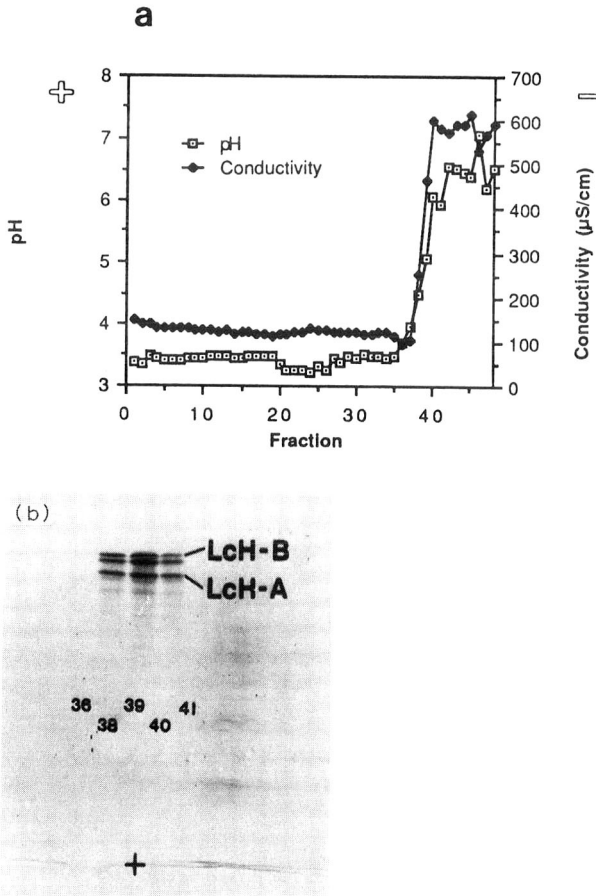 a
+ 8 700 −
7 600
6 500
5 400
4 300
3 200
100
0
pH
Conductivity
pH
Conductivity (µS/cm)
0 10 20 30 40
Fraction
(b)
LcH-B
LcH-A
36 39 41
38 40
+